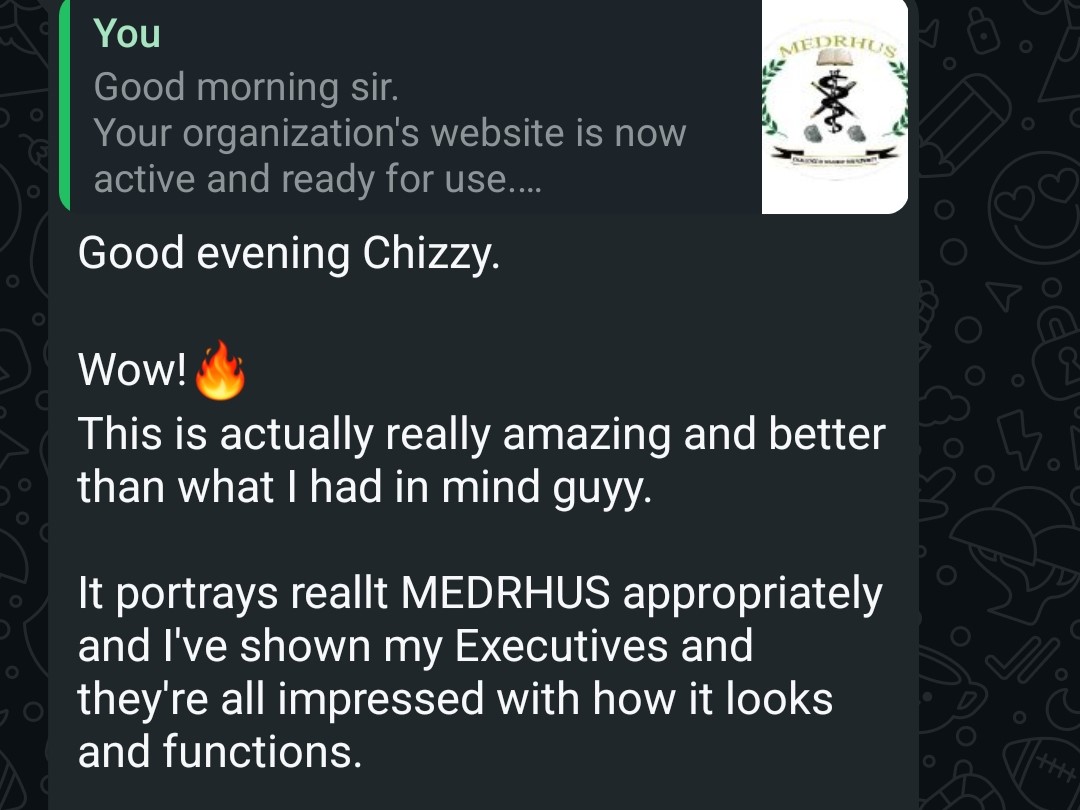 You
Good morning sir.
Your organization's website is now
active and ready for use.…
MEDRHUS
Good evening Chizzy.
Wow!🔥
This is actually really amazing and better
than what I had in mind guyy.
It portrays reallt MEDRHUS appropriately
and I've shown my Executives and
they're all impressed with how it looks
and functions.